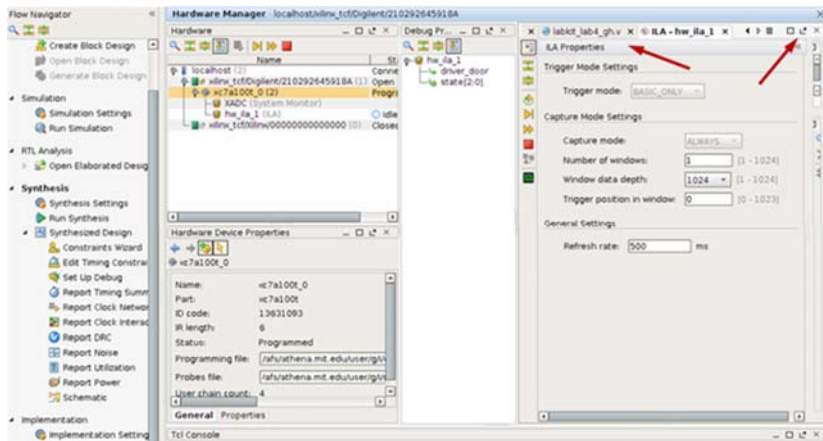 Flow Navigator
Create Block Design
Open Block Design
Generate Block Design
Simulation
Simulation Settings
Run Simulation
RTL Analysis
Open Elaborated Desig
Synthesis
Synthesis Settings
Run Synthesis
Synthesized Design
Constraints Wizard
Edit Timing Constrai
Set Up Debug
Report Timing Summ
Report Clock Networ
Report Clock Interac
Report DRC
Report Noise
Report Utilization
Report Power
Schematic
Implementation
Implementation Setting
Hardware Manager - localhost/xilinx_tcf/Digilent/210292645918A
Hardware
Name
St
localhost (2)
Conne
xilinx_tcf/Digilent/210292645918A (1)
Open
xc7a100t_0 (2)
Progr
XADC (System Monitor)
hw_ila_1 (ILA)
Idle
xilinx_tcf/Xilinx/00000000000000 (0)
Closed
Hardware Device Properties
xc7a100t_0
Name: xc7a100t_0
Part: xc7a100t
ID code: 13631093
IR length: 6
Status: Programmed
Programming file: /afs/athena.mit.edu/user/g/
Probes file: /afs/athena.mit.edu/user/g/
User chain count: 4
General Properties
Debug Pr...
hw_ila_1
driver_door
state[2:0]
labkit_lab4_gh.v
ILA - hw_ila_1
ILA Properties
Trigger Mode Settings
Trigger mode: BASIC_ONLY
Capture Mode Settings
Capture mode: ALWAYS
Number of windows: 1 [1 - 1024]
Window data depth: 1024 [1 - 1024]
Trigger position in window: 0 [0 - 1023]
General Settings
Refresh rate: 500 ms
Tcl Console